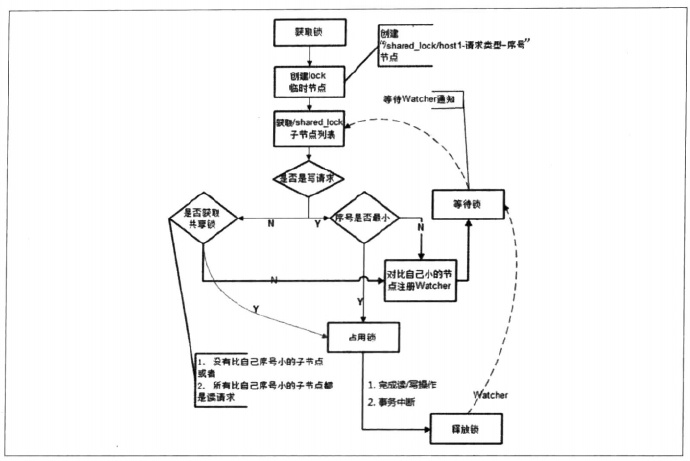 获取锁
创建
“/shared_lock/host1-请求类型-序号”
节点
创建lock
临时节点
等待Watcher通知
获取/shared_lock
子节点列表
是否是写请求
是否获取
共享锁
N
Y
序号是否最小
等待锁
N
N
对比自己小的节
点注册Watcher
Y
Y
占用锁
1. 没有比自己序号小的子节点
或者
2. 所有比自己序号小的子节点都
是读请求
1. 完成读/写操作
2. 事务中断
Watcher
释放锁